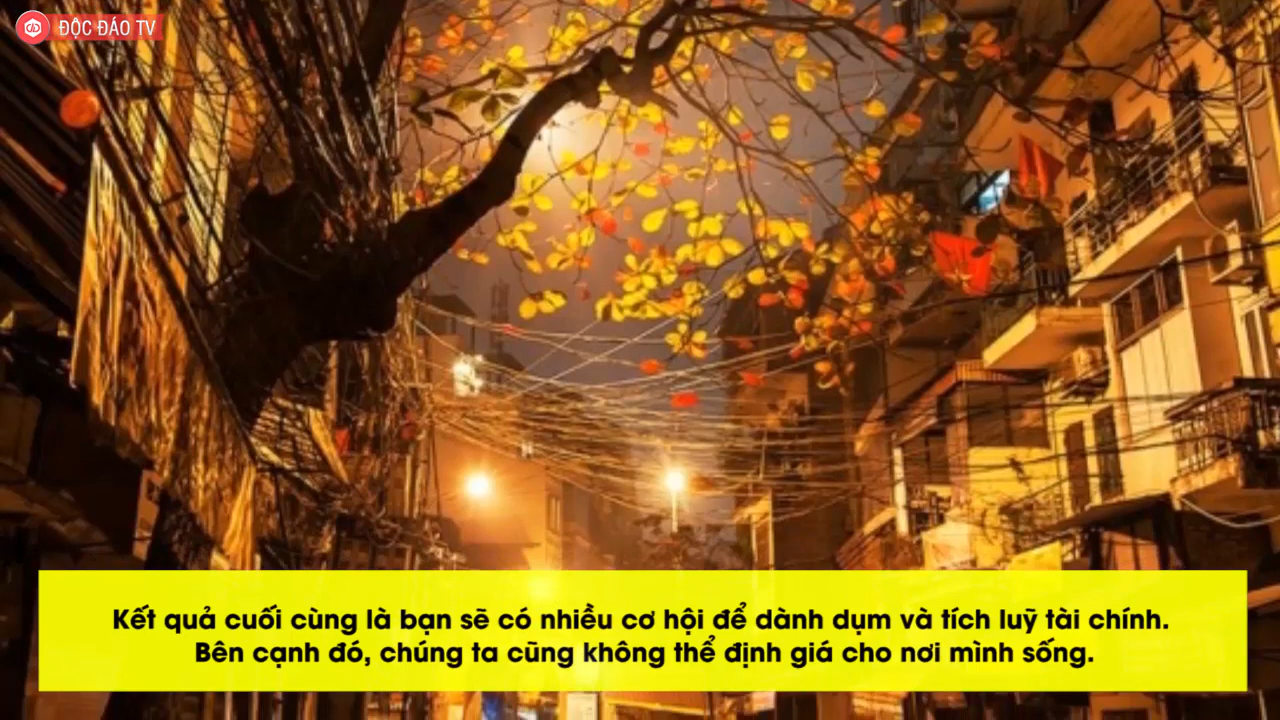 ĐỘC ĐÁO TV
Kết quả cuối cùng là bạn sẽ có nhiều cơ hội để dành dụm và tích luỹ tài chính.
Bên cạnh đó, chúng ta cũng không thể định giá cho nơi mình sống.